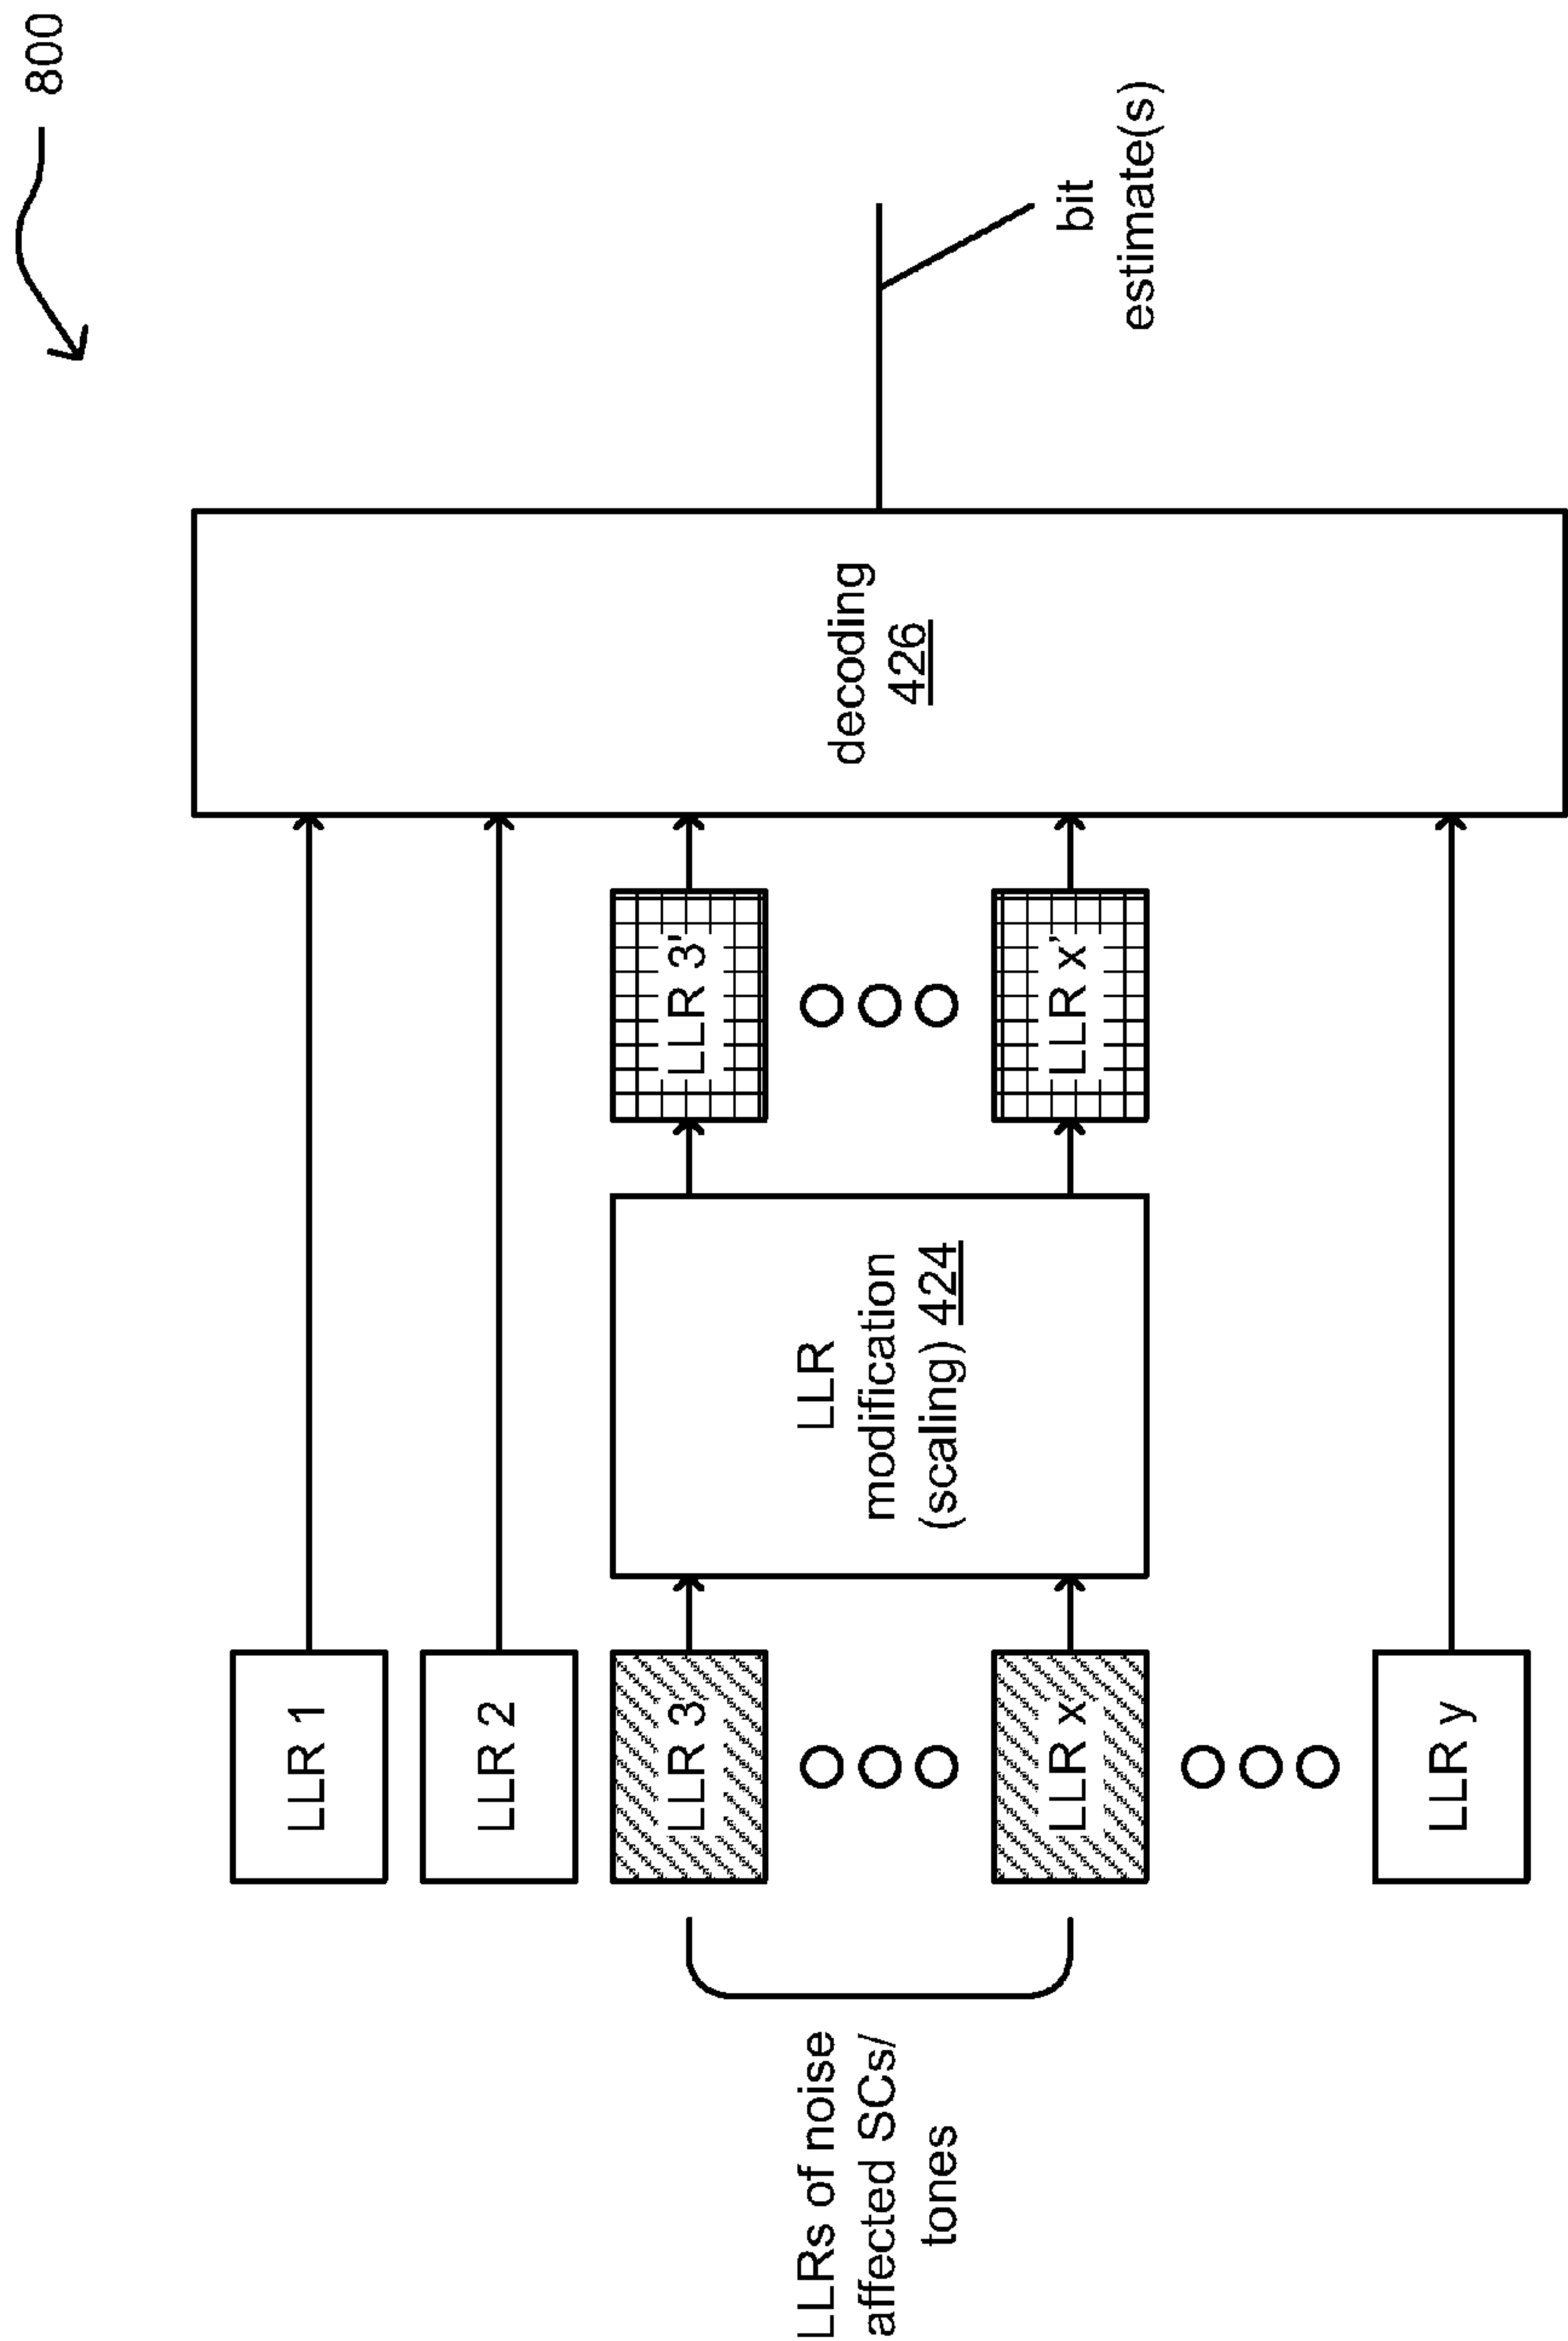 800
LLRs of noise
affected SCs/
tones
LLR 1
LLR 2
LLR 3
LLR x
LLR y
LLR
modification
(scaling) 424
LLR 3'
LLR x'
decoding
426
bit
estimate(s)